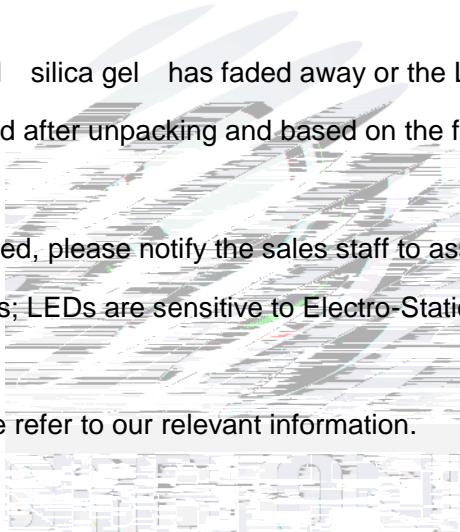 silica gel has faded away or the L
d after unpacking and based on the f
ed, please notify the sales staff to as
s; LEDs are sensitive to Electro-Stati
e refer to our relevant information.